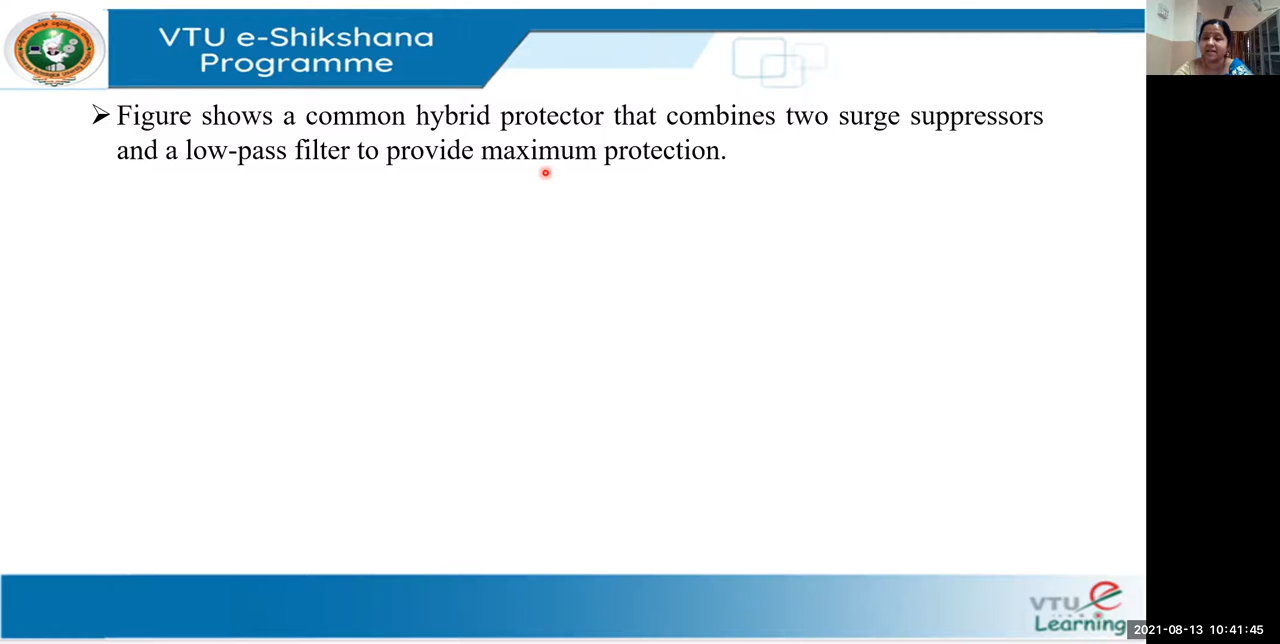 VTU e-Shikshana
Programme
➢ Figure shows a common hybrid protector that combines two surge suppressors
and a low-pass filter to provide maximum protection.
VTU e
Learning
2021-08-13 10:41:45